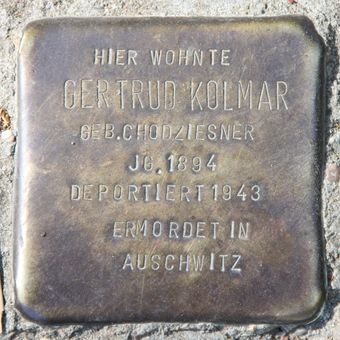 HIER WOHNTE
GERTRUD KOLMAR
GEB.CHODZIESNER
JG.1894
DEPORTIERT 1943
ERMORDET IN
AUSCHWITZ